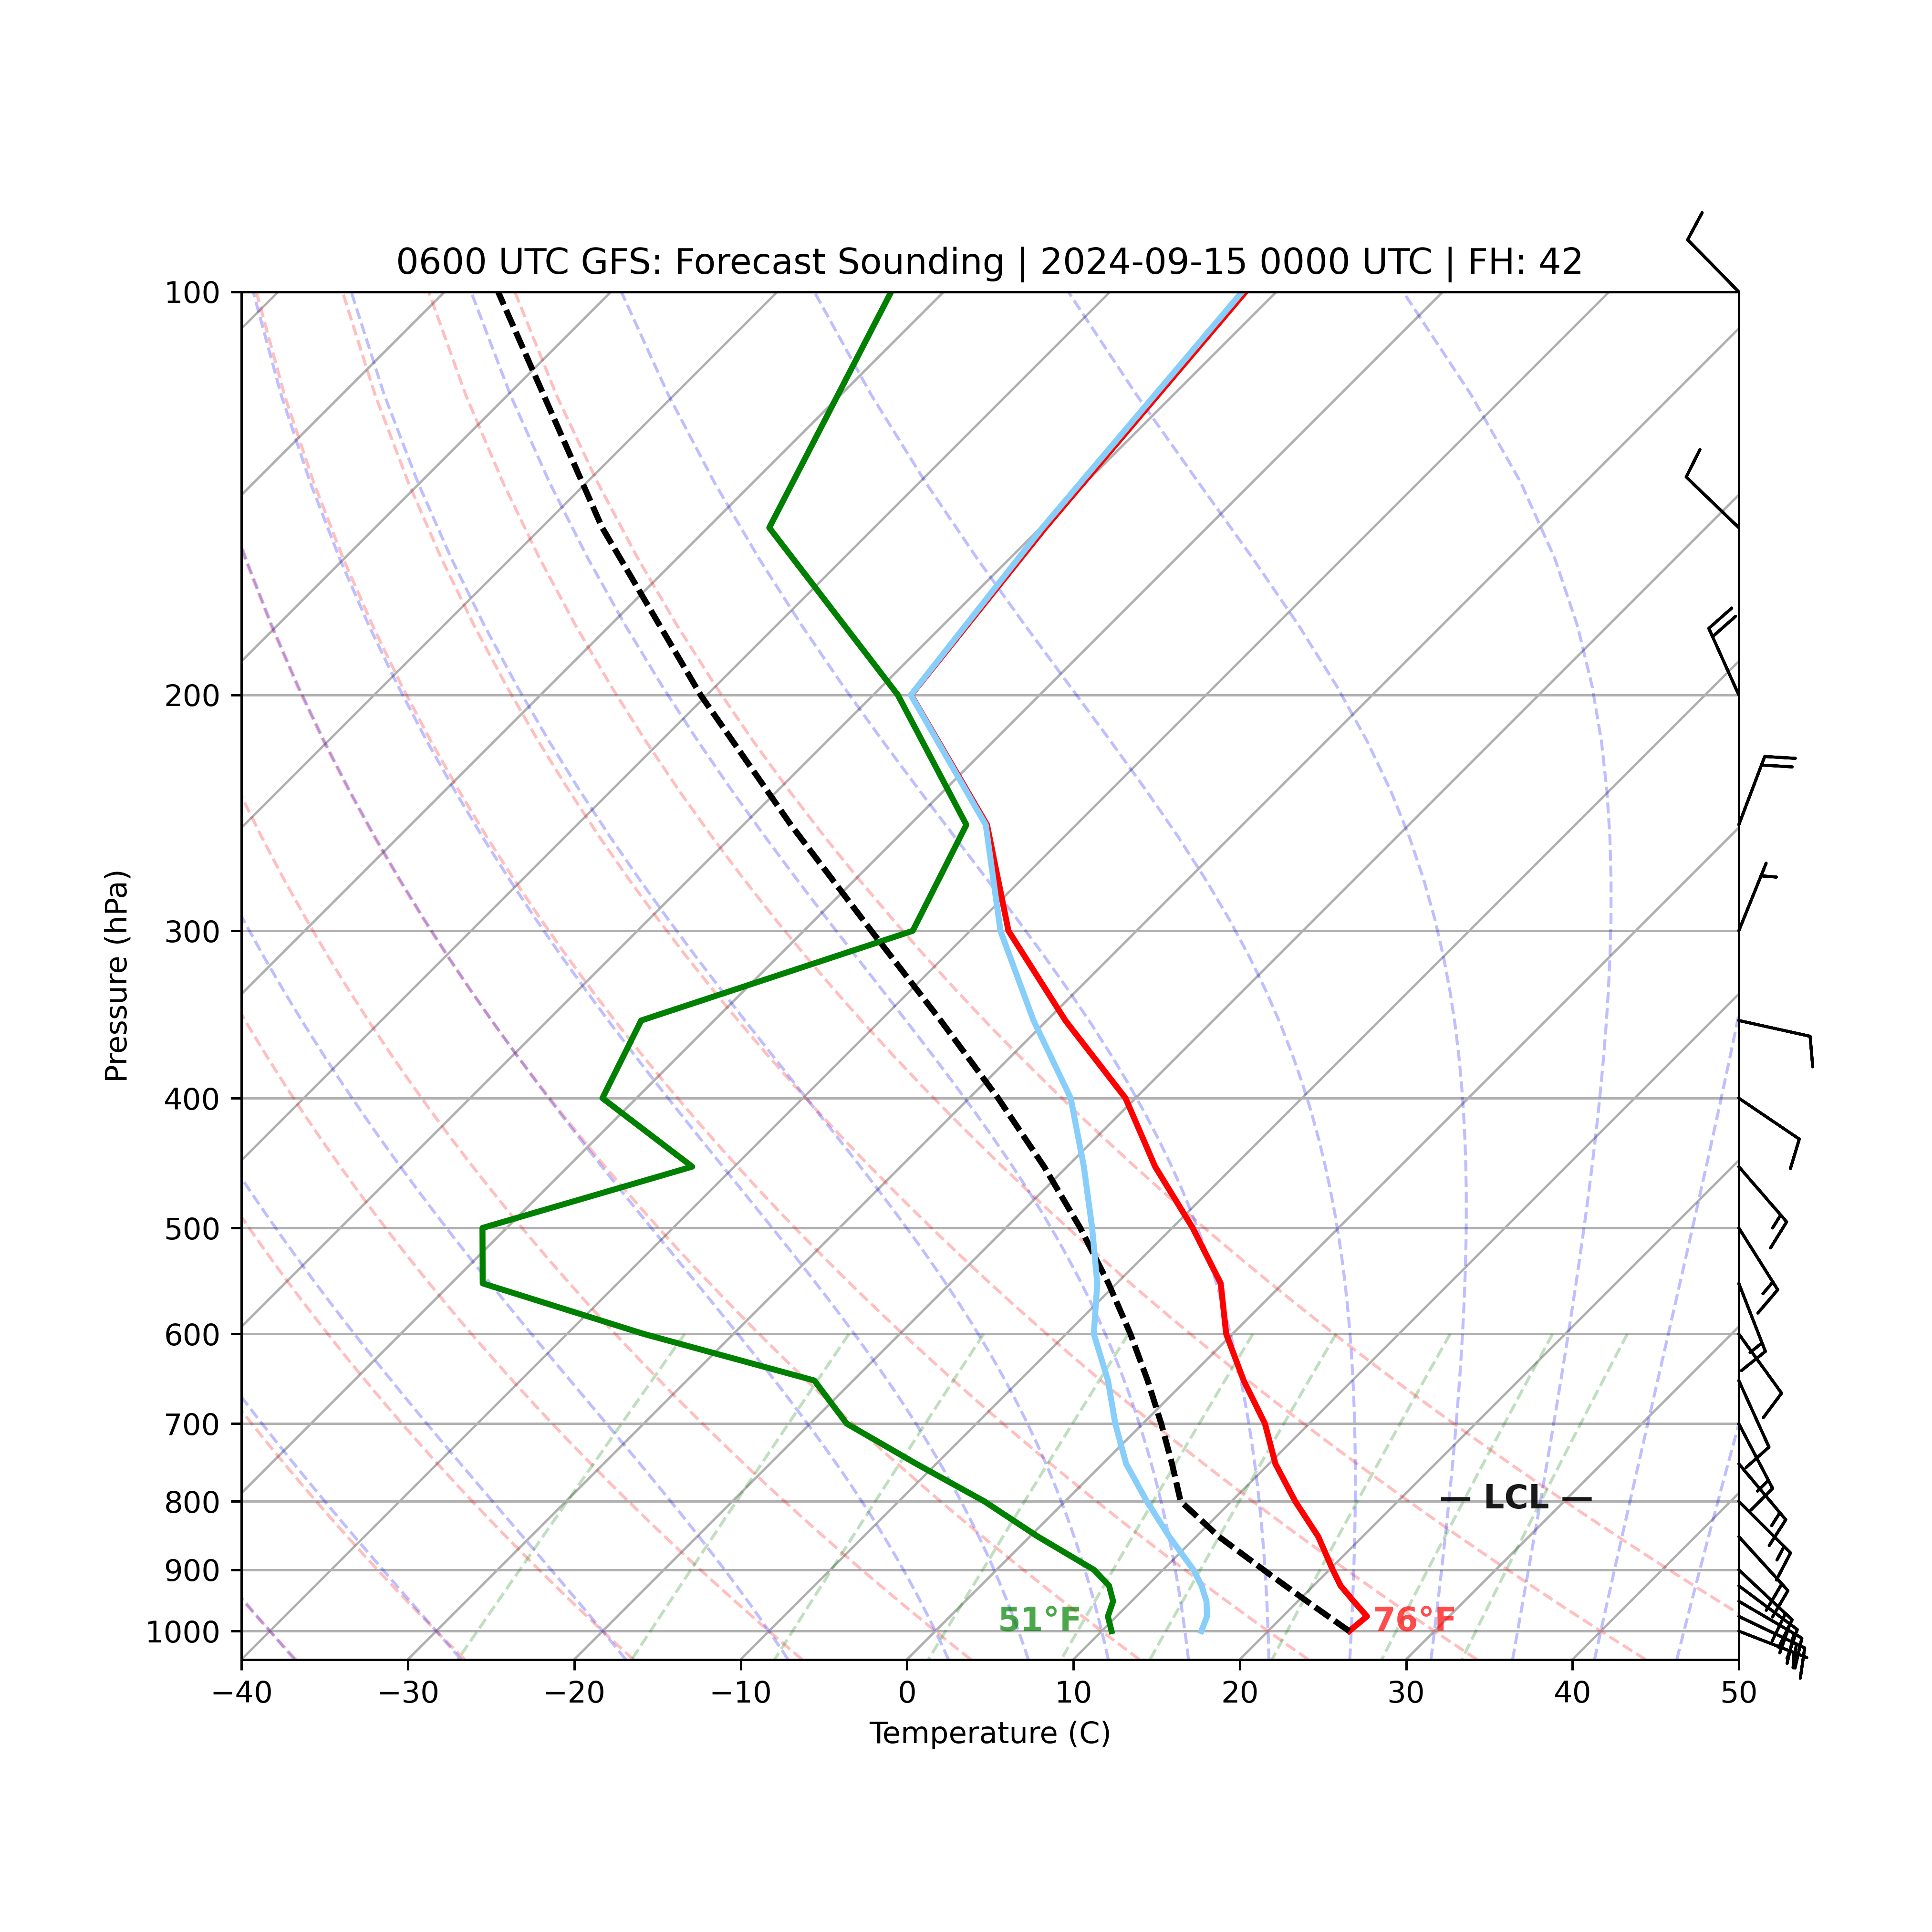 0600 UTC GFS: Forecast Sounding | 2024-09-15 0000 UTC | FH: 42
100
200
300
400
500
600
700
800
900
1000
Pressure (hPa)
— LCL —
51°F
76°F
−40 −30 −20 −10 0 10 20 30 40 50
Temperature (C)